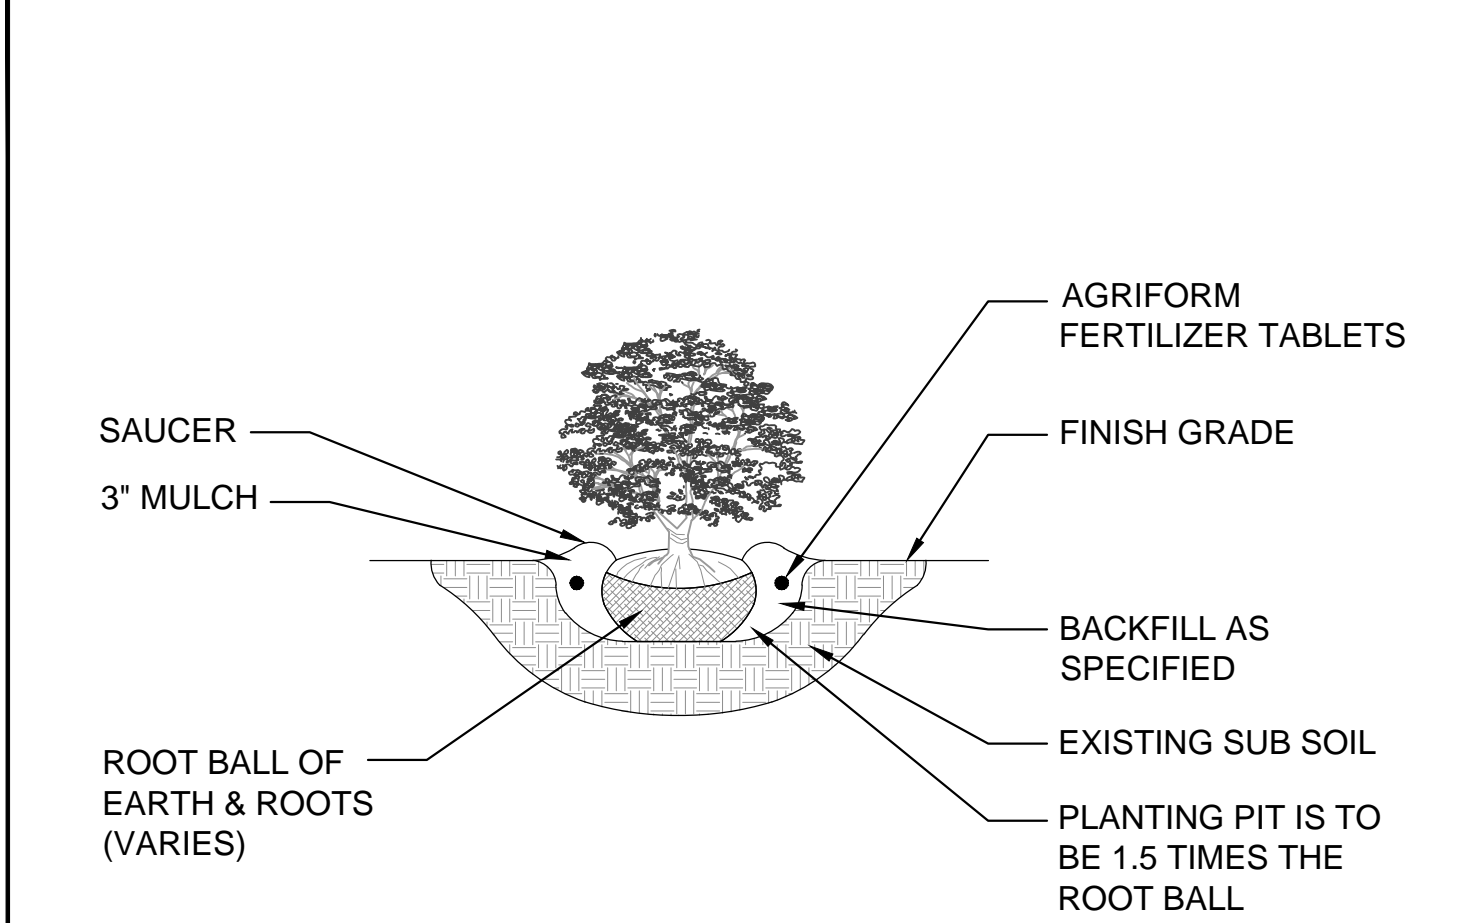 SAUCER
3" MULCH
ROOT BALL OF
EARTH & ROOTS
(VARIES)
AGRIFORM
FERTILIZER TABLETS
FINISH GRADE
BACKFILL AS
SPECIFIED
EXISTING SUB SOIL
PLANTING PIT IS TO
BE 1.5 TIMES THE
ROOT BALL